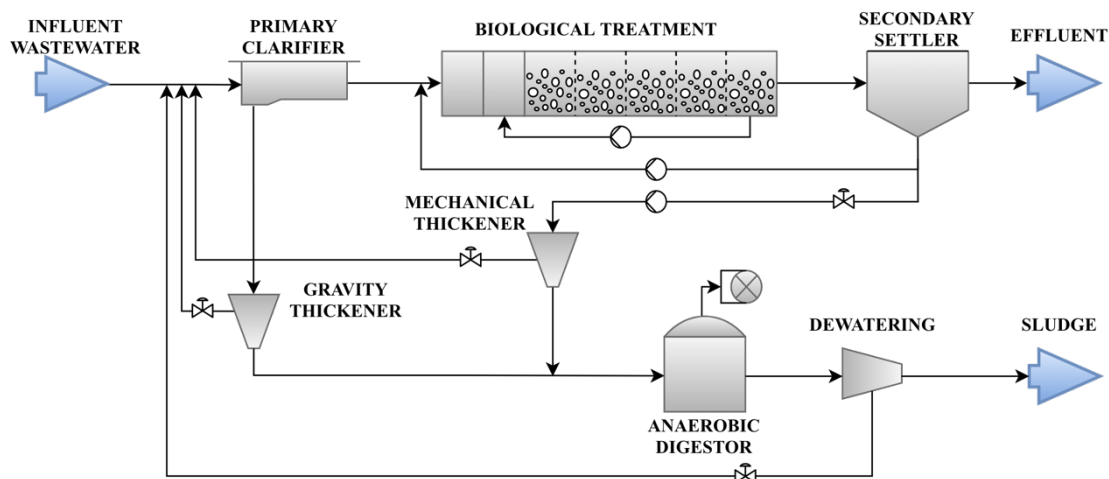 INFLUENT
WASTEWATER
PRIMARY
CLARIFIER
BIOLOGICAL TREATMENT
SECONDARY
SETTLER
EFFLUENT
MECHANICAL
THICKENER
GRAVITY
THICKENER
DEWATERING
SLUDGE
ANAEROBIC
DIGESTOR